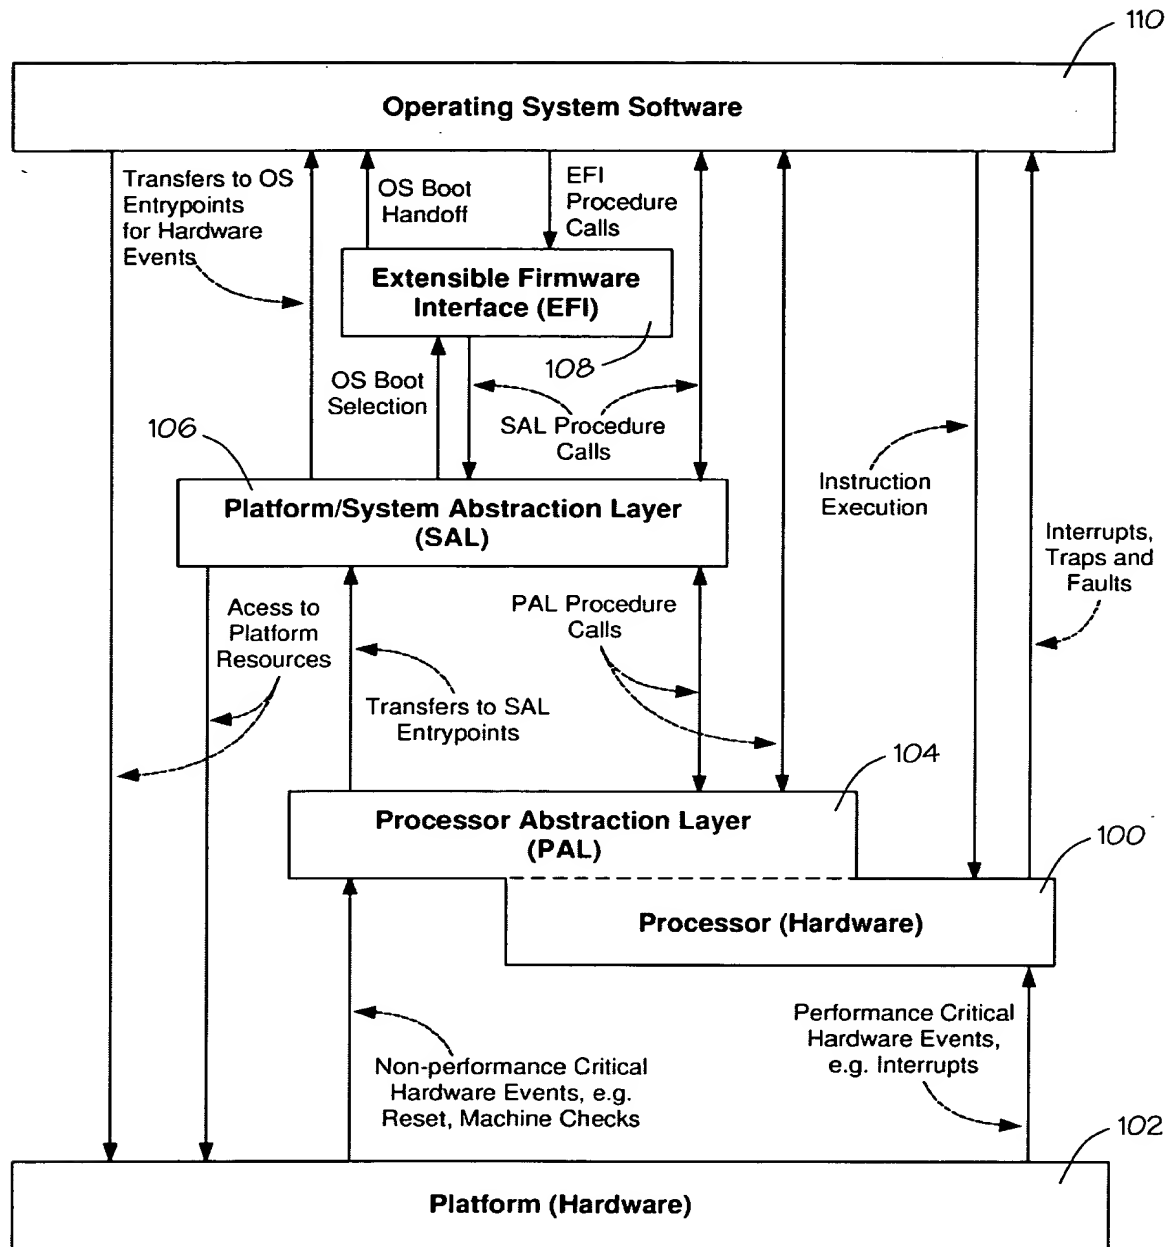 110
Operating System Software
Transfers to OS
Entrypoints
for Hardware
Events
OS Boot
Handoff
EFI
Procedure
Calls
Extensible Firmware
Interface (EFI)
108
OS Boot
Selection
SAL Procedure
Calls
106
Platform/System Abstraction Layer
(SAL)
Instruction
Execution
Interrupts,
Traps and
Faults
Acess to
Platform
Resources
PAL Procedure
Calls
Transfers to SAL
Entrypoints
104
Processor Abstraction Layer
(PAL)
100
Processor (Hardware)
Performance Critical
Hardware Events,
e.g. Interrupts
Non-performance Critical
Hardware Events, e.g.
Reset, Machine Checks
102
Platform (Hardware)